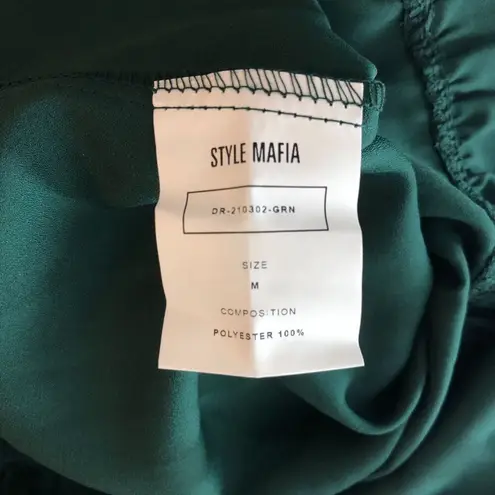 STYLE MAFIA
DR-210302-GRN
SIZE
M
COMPOSITION
POLYESTER 100%